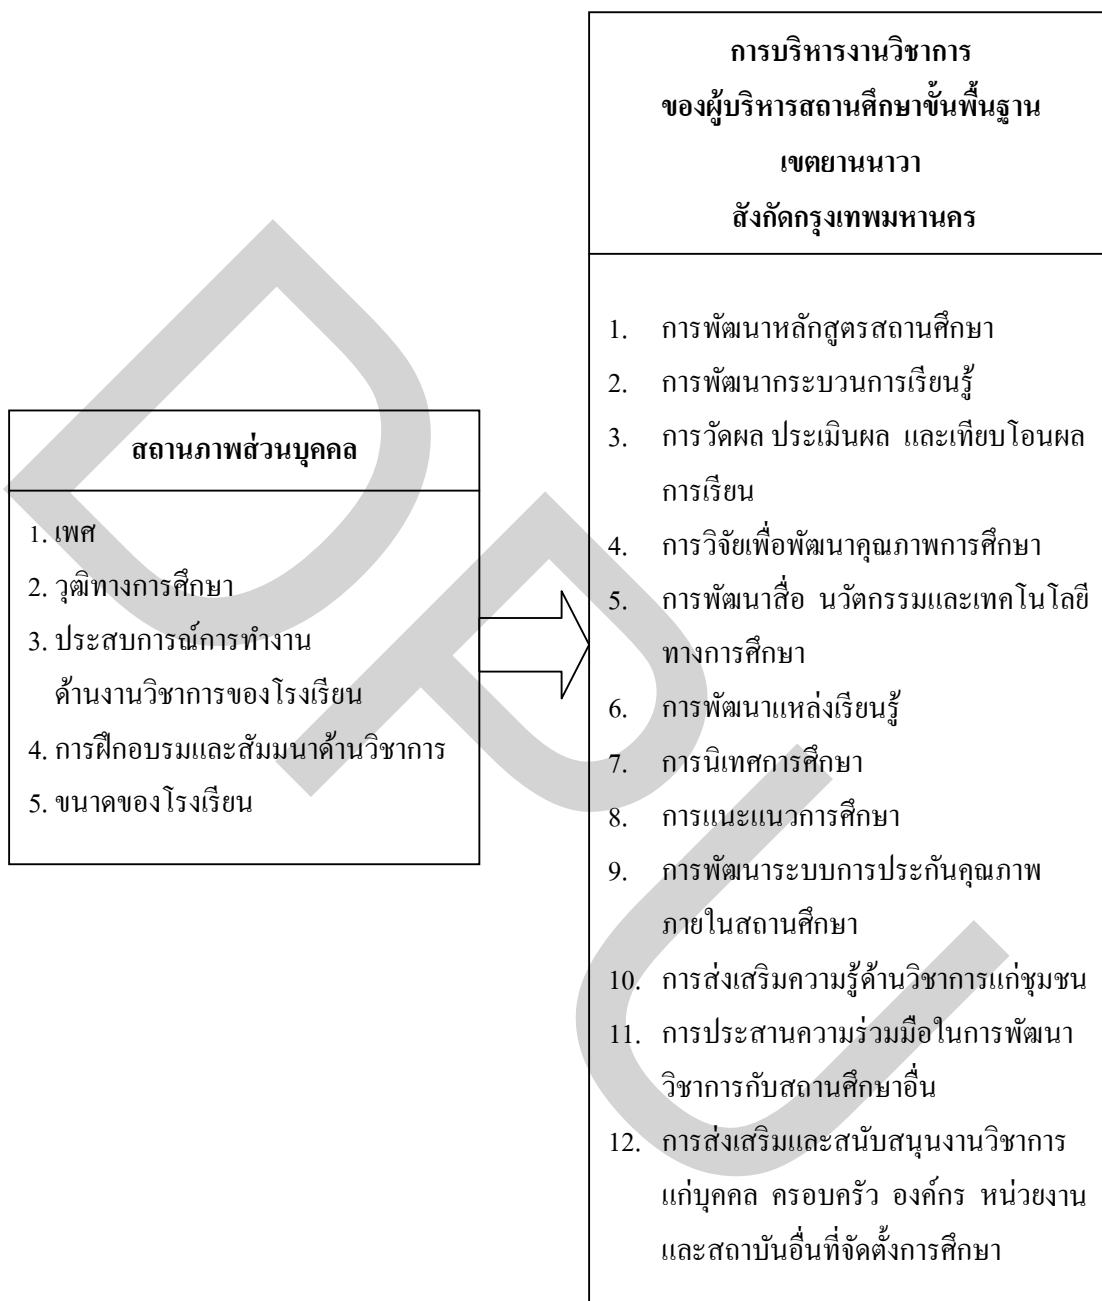 การบริหารงานวิชาการ
ของผู้บริหารสถานศึกษาขั้นพื้นฐาน
เขตยานนาวา
สังกัดกรุงเทพมหานคร
สถานภาพส่วนบุคคล
1. เพศ
2. วุฒิทางการศึกษา
3. ประสบการณ์การทำงาน
ด้านงานวิชาการของโรงเรียน
4. การฝึกอบรมและสัมมนาด้านวิชาการ
5. ขนาดของโรงเรียน
1. การพัฒนาหลักสูตรสถานศึกษา
2. การพัฒนากระบวนการเรียนรู้
3. การวัดผล ประเมินผล และเทียบโอนผล
การเรียน
4. การวิจัยเพื่อพัฒนาคุณภาพการศึกษา
5. การพัฒนาสื่อ นวัตกรรมและเทคโนโลยี
ทางการศึกษา
6. การพัฒนาแหล่งเรียนรู้
7. การนิเทศการศึกษา
8. การแนะแนวการศึกษา
9. การพัฒนาระบบการประกันคุณภาพ
ภายในสถานศึกษา
10. การส่งเสริมความรู้ด้านวิชาการแก่ชุมชน
11. การประสานความร่วมมือในการพัฒนา
วิชาการกับสถานศึกษาอื่น
12. การส่งเสริมและสนับสนุนงานวิชาการ
แก่บุคคล ครอบครัว องค์กร หน่วยงาน
และสถาบันอื่นที่จัดตั้งการศึกษา
DPU